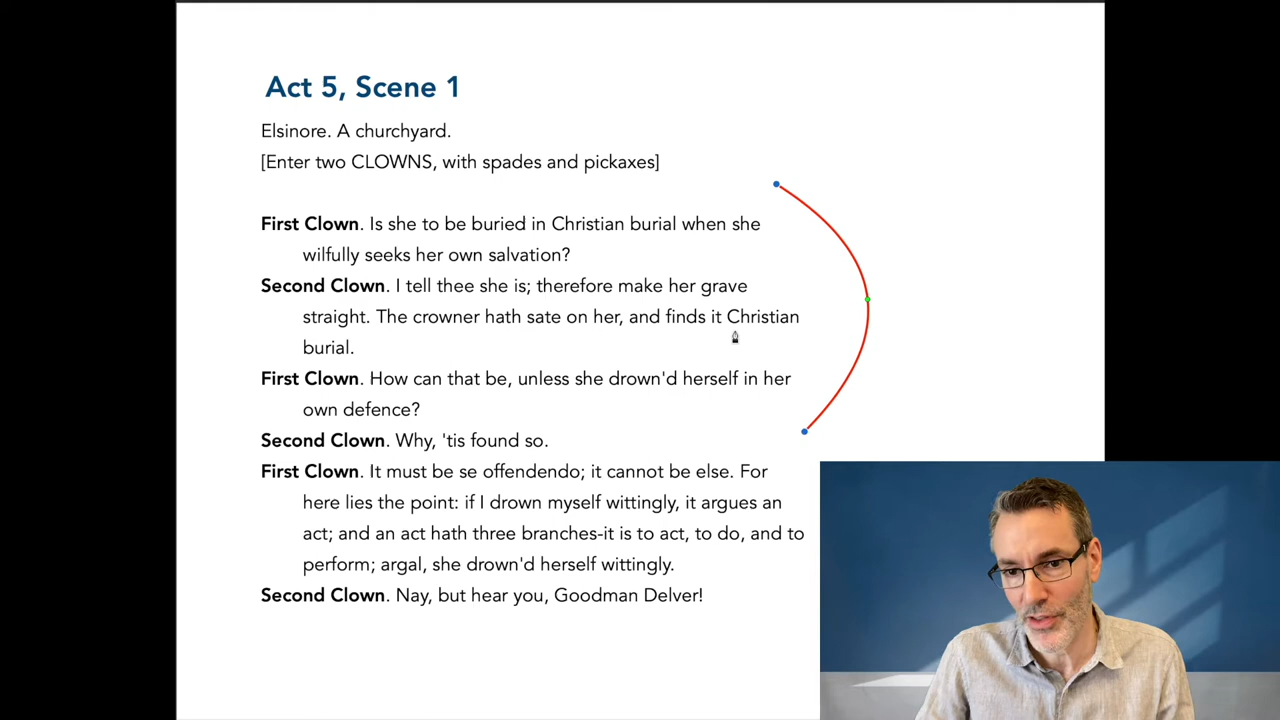 Act 5, Scene 1
Elsinore. A churchyard.
[Enter two CLOWNS, with spades and pickaxes]
First Clown. Is she to be buried in Christian burial when she
wilfully seeks her own salvation?
Second Clown. I tell thee she is; therefore make her grave
straight. The crowner hath sate on her, and finds it Christian
burial.
First Clown. How can that be, unless she drown'd herself in her
own defence?
Second Clown. Why, 'tis found so.
First Clown. It must be se offendendo; it cannot be else. For
here lies the point: if I drown myself wittingly, it argues an
act; and an act hath three branches-it is to act, to do, and to
perform; argal, she drown'd herself wittingly.
Second Clown. Nay, but hear you, Goodman Delver!